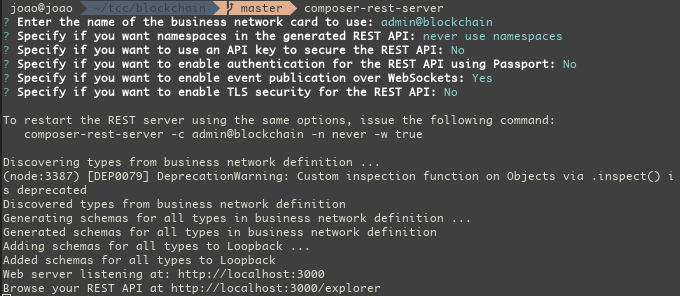 joao@joao ~/tcc/blockchain master composer-rest-server
? Enter the name of the business network card to use: admin@blockchain
? Specify if you want namespaces in the generated REST API: never use namespaces
? Specify if you want to use an API key to secure the REST API: No
? Specify if you want to enable authentication for the REST API using Passport: No
? Specify if you want to enable event publication over WebSockets: Yes
? Specify if you want to enable TLS security for the REST API: No
To restart the REST server using the same options, issue the following command:
composer-rest-server -c admin@blockchain -n never -w true
Discovering types from business network definition ...
(node:3387) [DEP0079] DeprecationWarning: Custom inspection function on Objects via .inspect() i
s deprecated
Discovered types from business network definition
Generating schemas for all types in business network definition ...
Generated schemas for all types in business network definition
Adding schemas for all types to Loopback ...
Added schemas for all types to Loopback
Web server listening at: http://localhost:3000
Browse your REST API at http://localhost:3000/explorer